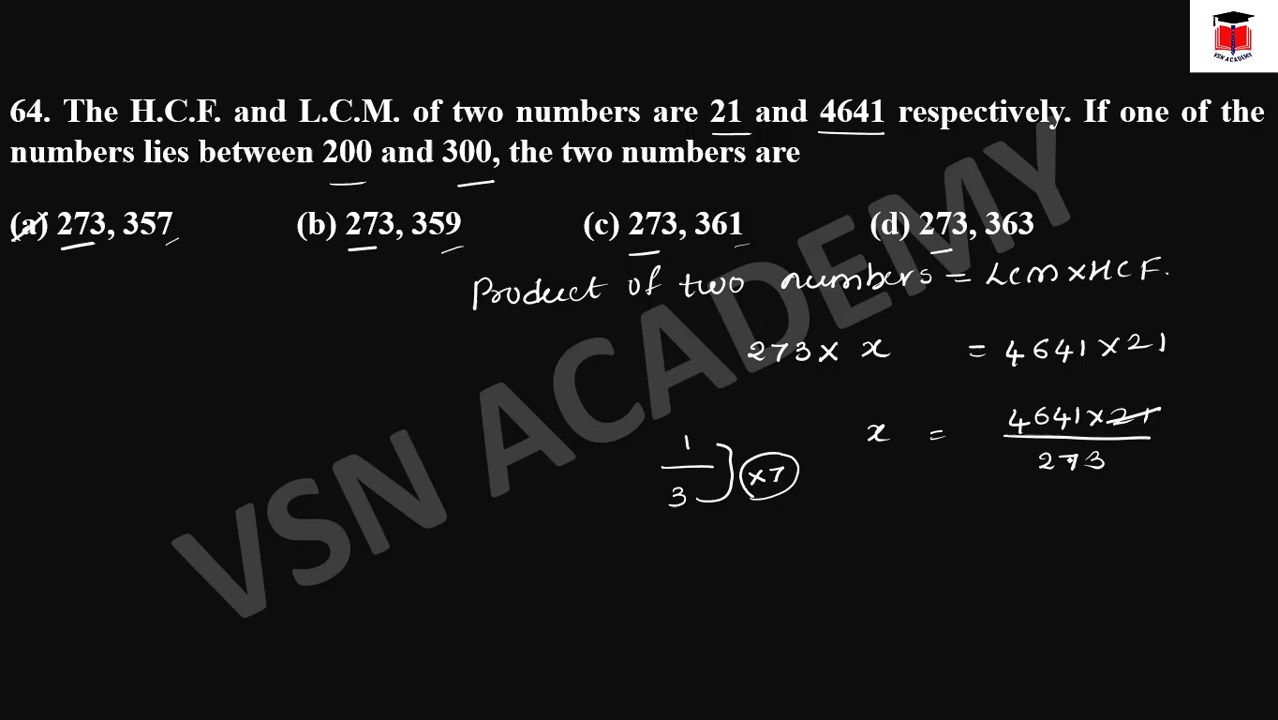 VSN ACADEMY
64. The H.C.F. and L.C.M. of two numbers are 21 and 4641 respectively. If one of the
numbers lies between 200 and 300, the two numbers are
(a) 273, 357 (b) 273, 359 (c) 273, 361 (d) 273, 363
Product of two numbers = LCM × HCF.
273 × x = 4641 × 21
x = 4641 × 21 / 273
1/3 } ×7
VSN ACADEMY